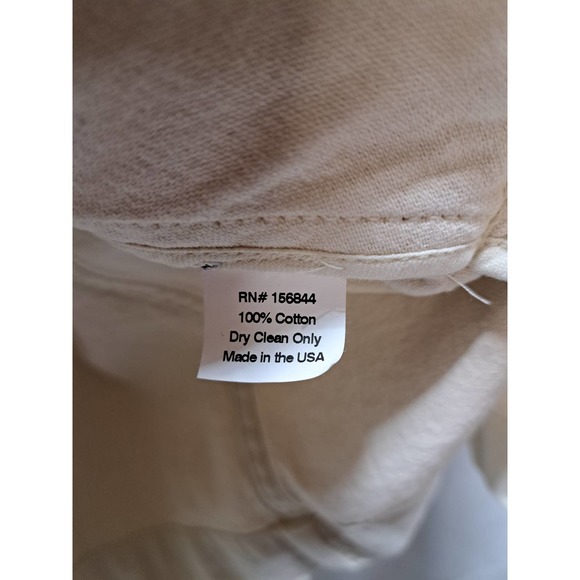 RN# 156844
100% Cotton
Dry Clean Only
Made in the USA